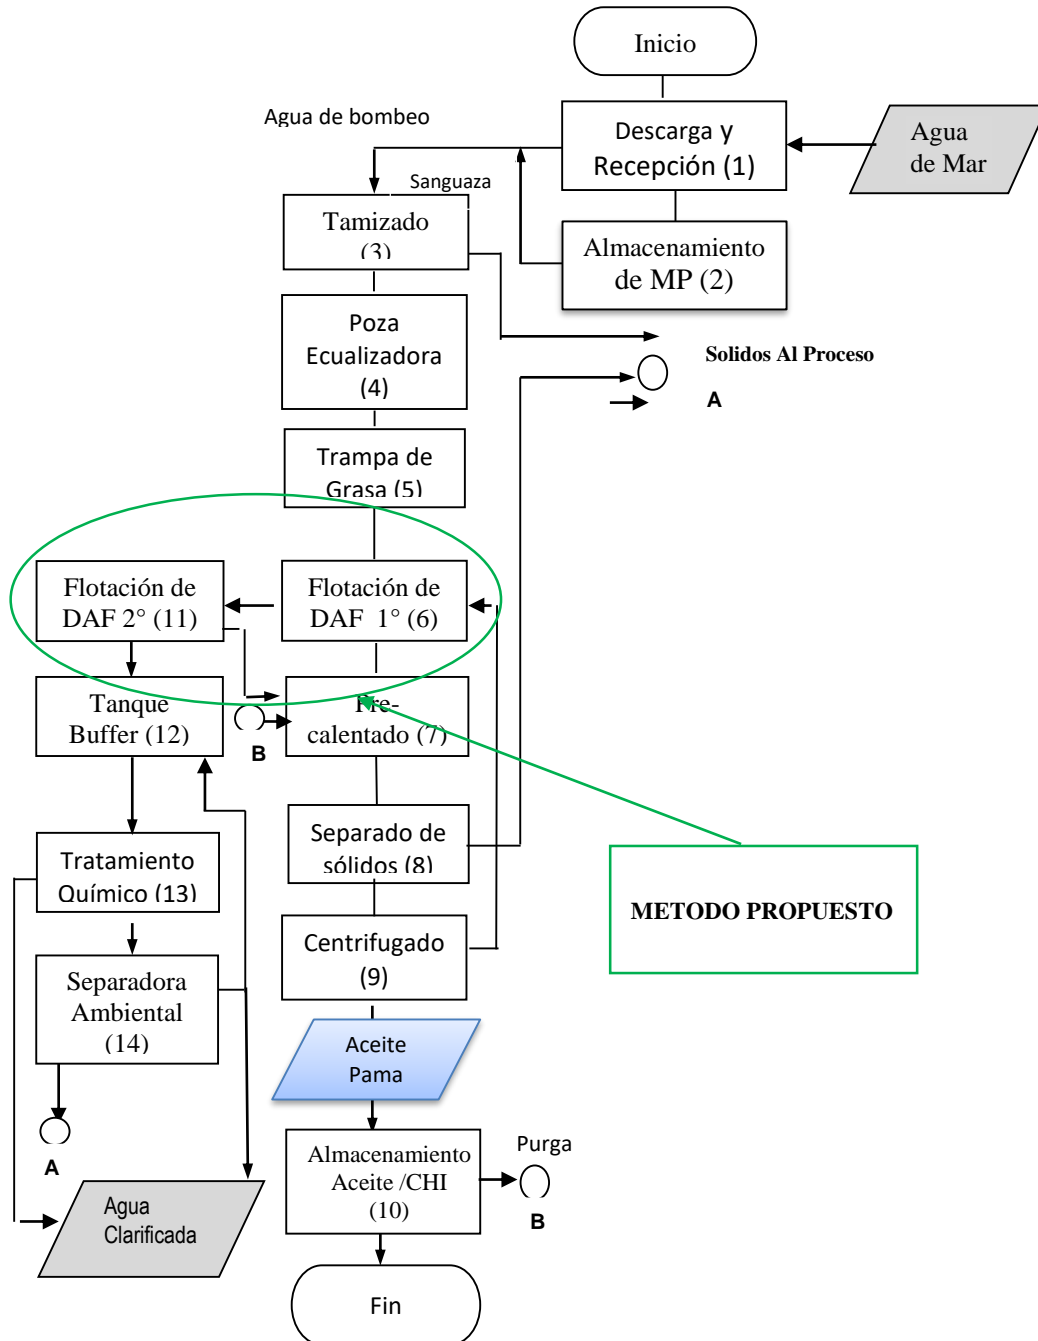 Inicio
Agua de bombeo
Descarga y
Recepción (1)
Agua
de Mar
Sanguaza
Tamizado
(3)
Almacenamiento
de MP (2)
Poza
Ecualizadora
(4)
Solidos Al Proceso
A
Trampa de
Grasa (5)
Flotación de
DAF 2° (11)
Flotación de
DAF 1° (6)
Tanque
Buffer (12)
B
Pre-
calentado (7)
Separado de
sólidos (8)
Tratamiento
Químico (13)
METODO PROPUESTO
Centrifugado
(9)
Separadora
Ambiental
(14)
Aceite
Pama
A
Almacenamiento
Aceite /CHI
(10)
Purga
B
Agua
Clarificada
Fin